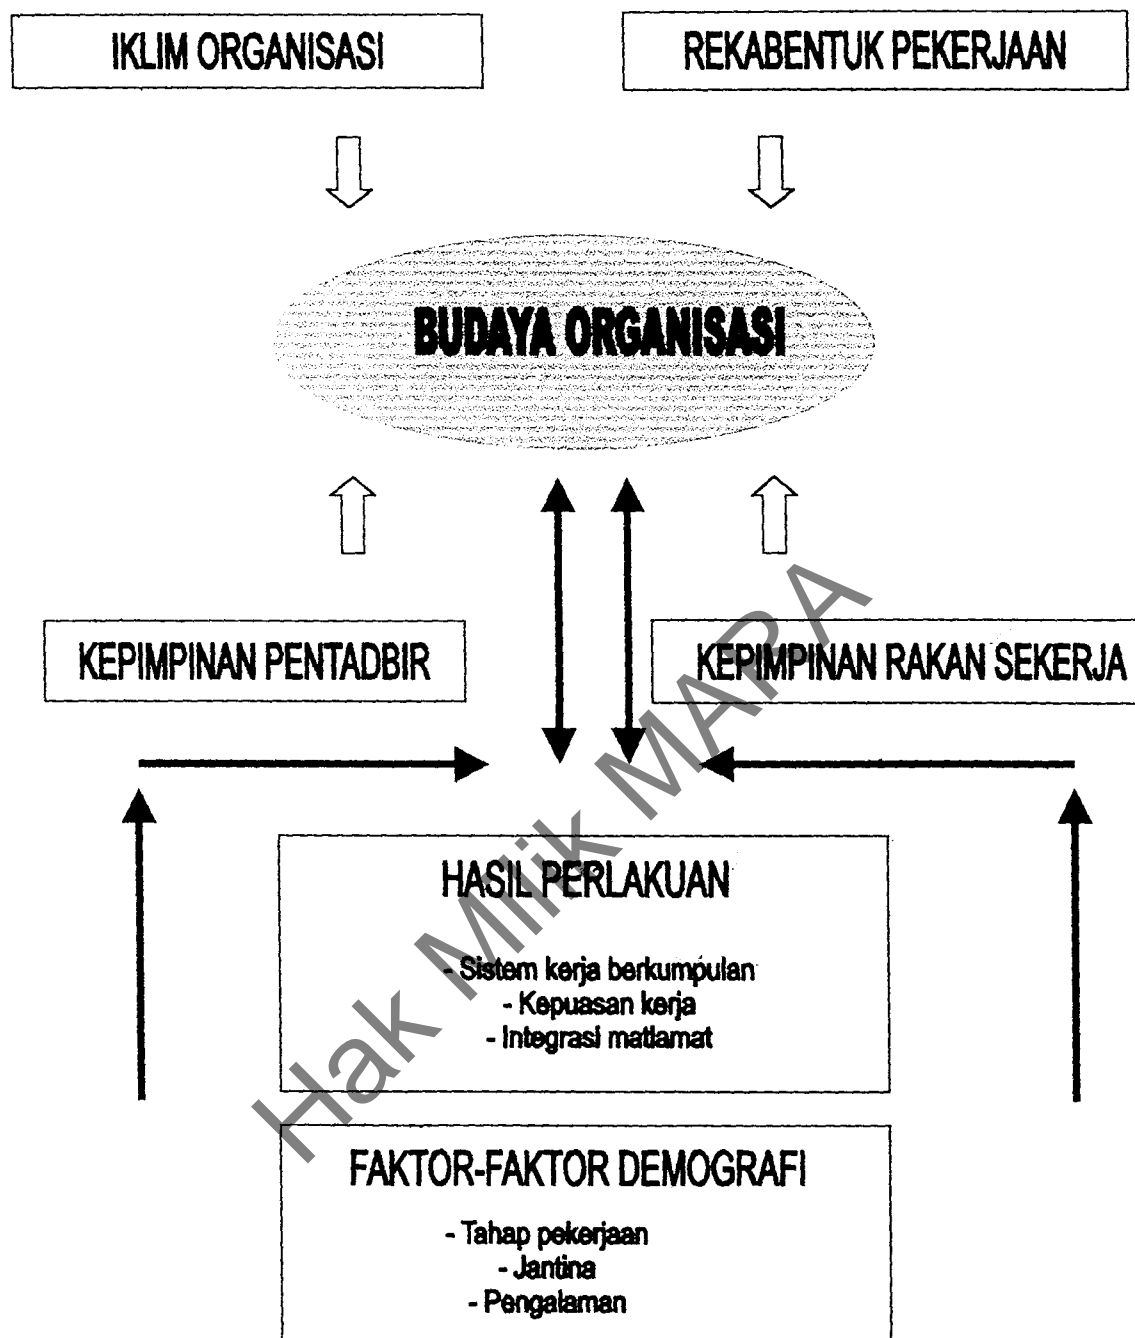 IKLIM ORGANISASI
REKABENTUK PEKERJAAN
BUDAYA ORGANISASI
KEPIMPINAN PENTADBIR
KEPIMPINAN RAKAN SEKERJA
HASIL PERLAKUAN
- Sistem kerja berkumpulan
- Kepuasan kerja
- Integrasi matlamat
FAKTOR-FAKTOR DEMOGRAFI
- Tahap pekerjaan
- Jantina
- Pengalaman
Hak Milik MARA